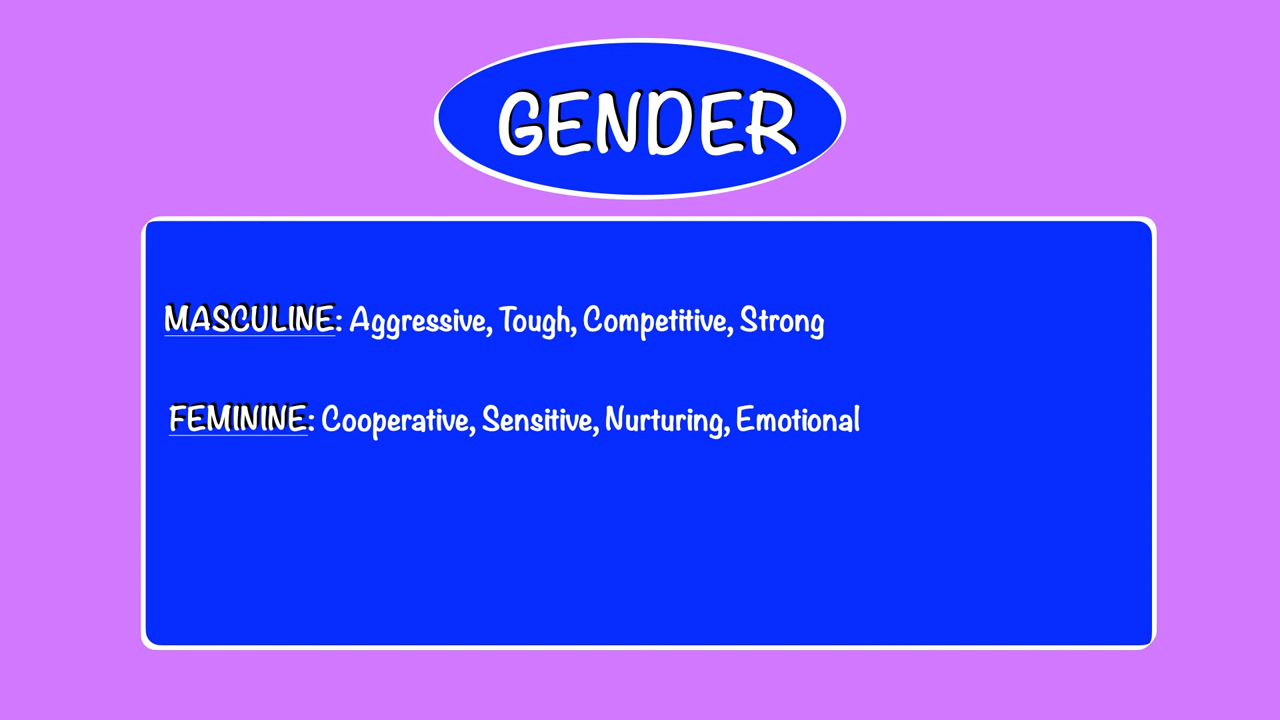 GENDER
MASCULINE: Aggressive, Tough, Competitive, Strong
FEMININE: Cooperative, Sensitive, Nurturing, Emotional